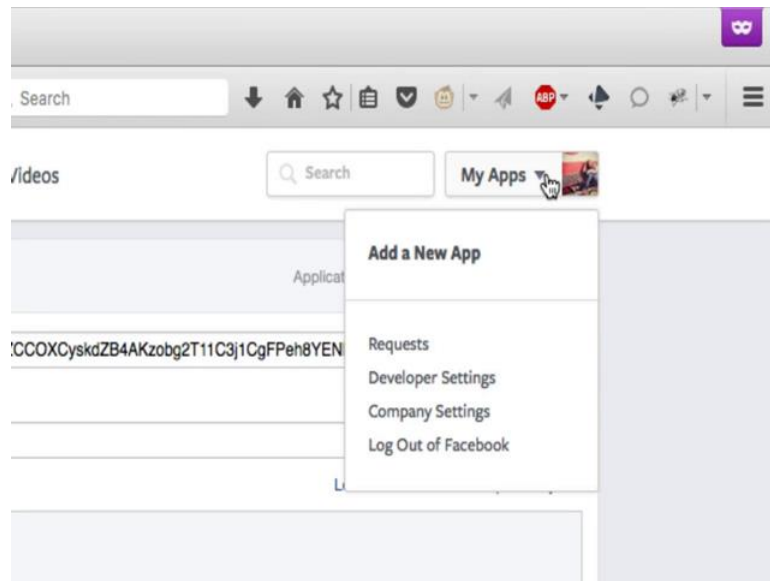 Search
ABP
Videos
Search
My Apps
Add a New App
Applicat
CCOXCyskdZB4AKzobg2T11C3j1CgFPeh8YEN
Requests
Developer Settings
Company Settings
Log Out of Facebook